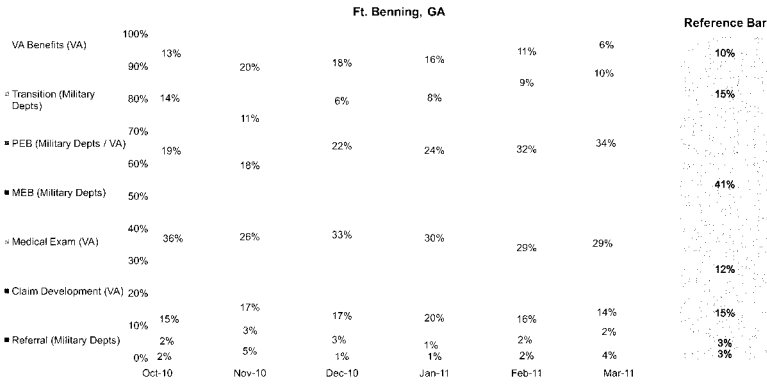 Ft. Benning, GA
Reference Bar
VA Benefits (VA)
Transition (Military
Depts)
PEB (Military Depts / VA)
MEB (Military Depts)
Medical Exam (VA)
Claim Development (VA)
Referral (Military Depts)
100%
90%
80%
70%
60%
50%
40%
30%
20%
10%
0%
13% 20% 18% 16% 11% 6% 10%
14% 11% 6% 8% 9% 10% 15%
19% 18% 22% 24% 32% 34% 41%
36% 26% 33% 30% 29% 29% 12%
15% 17% 17% 20% 16% 14% 15%
2% 3% 3% 1% 2% 2% 3%
2% 5% 1% 1% 2% 4% 3%
Oct-10 Nov-10 Dec-10 Jan-11 Feb-11 Mar-11